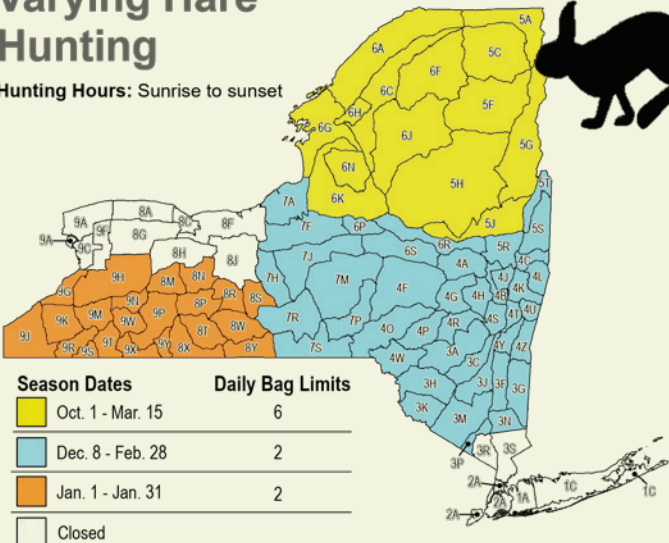 Varying Hare
Hunting
Hunting Hours: Sunrise to sunset
5A
6A
5C
6F
6C
5F
6H
6G
6J
5G
6N
5H
6K
5T
7A
5J
5S
7F
6P
9A
8A
8C
8F
9F
8G
6R
5R
9A
9C
6S
8H
8J
7J
4A
4C
9H
8M
8N
7H
7M
4F
4J
4L
9G
8R
8S
4G
4H
4B
4K
9N
8P
9K
9M
9P
7R
7P
4R
4S
4T
4U
9W
8T
8W
4O
4P
9J
9R
9S
9T
9X
9Y
8X
8Y
7S
4W
3A
3C
4Y
4Z
3H
3J
3F
3G
3K
3M
3N
3P
3R
3S
2A
2A
1A
1C
1C
2A
Season Dates Daily Bag Limits
Oct. 1 - Mar. 15 6
Dec. 8 - Feb. 28 2
Jan. 1 - Jan. 31 2
Closed